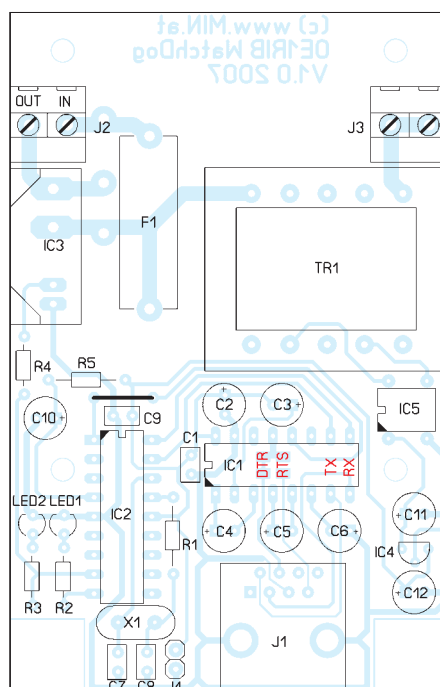 (c) www.MIN.at
OE1RIB WatchDog
V1.0 2007
OUT IN
J2
J3
F1
IC3
TR1
R4
R5
C2
C3
IC5
C10
C9
C1
IC1
DTR
RTS
TX
RX
LED2 LED1
IC2
R1
C4
C5
C6
C11
IC4
C12
R3
R2
X1
J1
C7
C8
J4